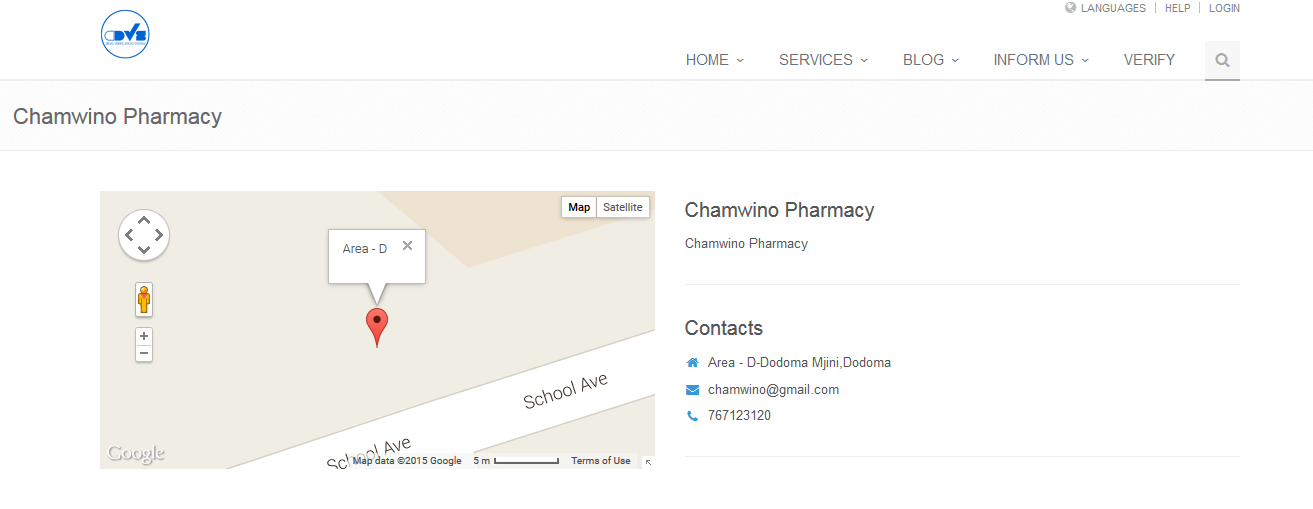 LANGUAGES HELP LOGIN
HOME SERVICES BLOG INFORM US VERIFY
Chamwino Pharmacy
Map Satellite
Area - D
School Ave
School Ave
Google
Map data ©2015 Google 5 m Terms of Use
Chamwino Pharmacy
Chamwino Pharmacy
Contacts
Area - D-Dodoma Mjini,Dodoma
chamwino@gmail.com
767123120